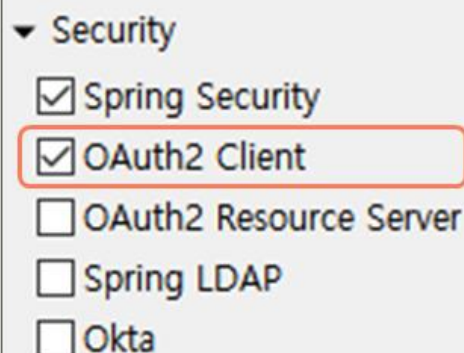 Security
Spring Security
OAuth2 Client
OAuth2 Resource Server
Spring LDAP
Okta